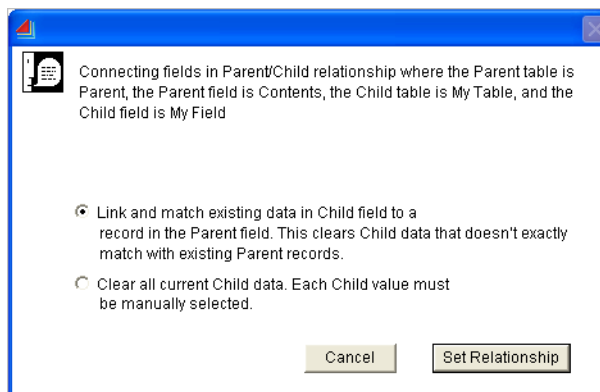 Connecting fields in Parent/Child relationship where the Parent table is
Parent, the Parent field is Contents, the Child table is My Table, and the
Child field is My Field
Link and match existing data in Child field to a
record in the Parent field. This clears Child data that doesn't exactly
match with existing Parent records.
Clear all current Child data. Each Child value must
be manually selected.
Cancel
Set Relationship